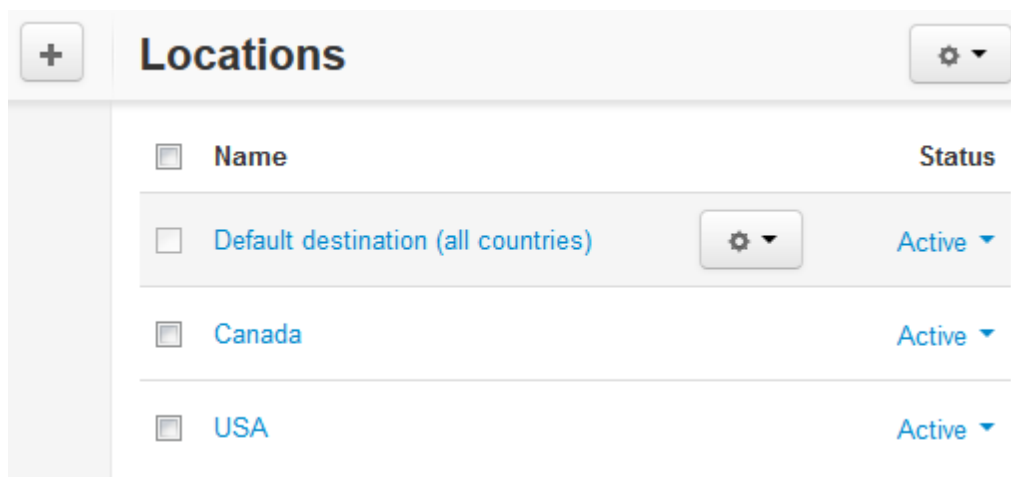 Locations
Name Status
Default destination (all countries) Active
Canada Active
USA Active